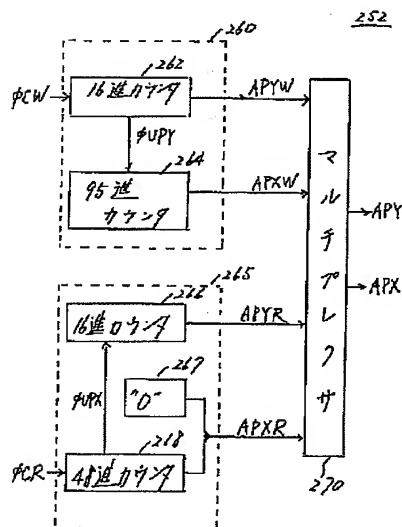 252
260
262
φCW
16進カウンタ
APYW
φUPY
264
95進
カウンタ
APXW
マルチプレクサ
APY
APX
265
266
16進カウンタ
APYR
φUPX
267
"0"
APXR
268
φCR
48進カウンタ
270